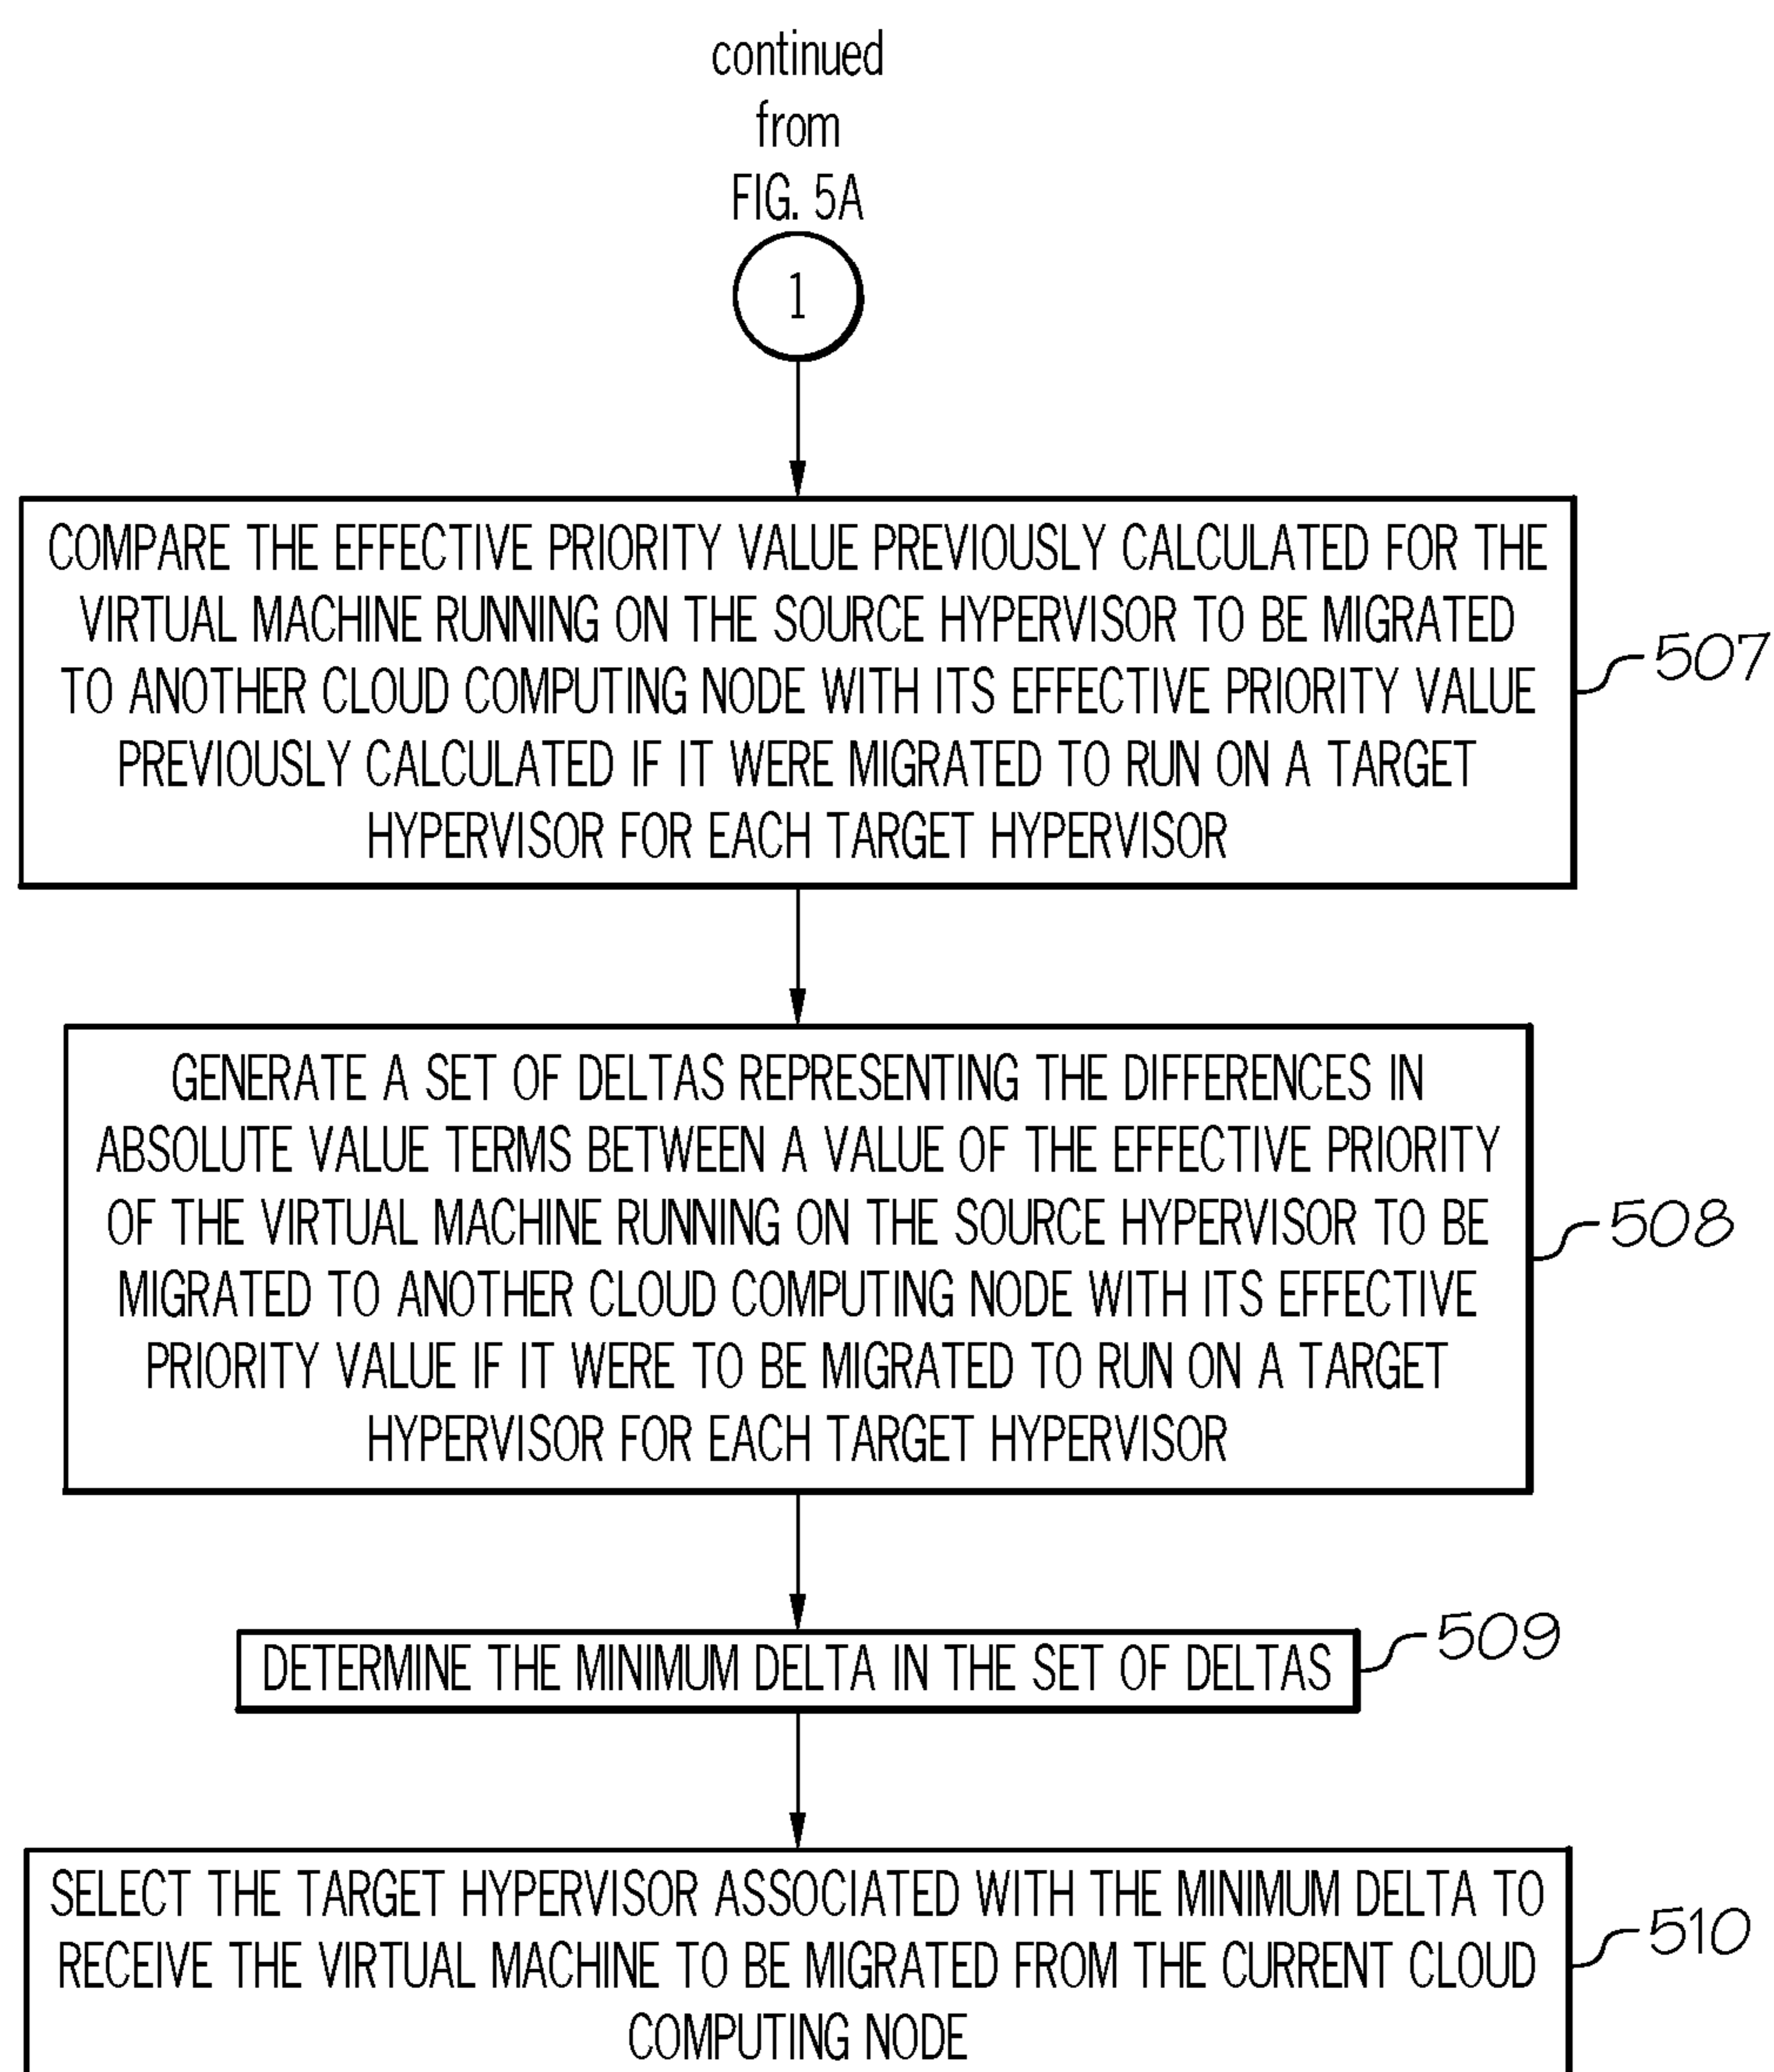 continued
from
FIG. 5A
1
COMPARE THE EFFECTIVE PRIORITY VALUE PREVIOUSLY CALCULATED FOR THE
VIRTUAL MACHINE RUNNING ON THE SOURCE HYPERVISOR TO BE MIGRATED
TO ANOTHER CLOUD COMPUTING NODE WITH ITS EFFECTIVE PRIORITY VALUE
PREVIOUSLY CALCULATED IF IT WERE MIGRATED TO RUN ON A TARGET
HYPERVISOR FOR EACH TARGET HYPERVISOR
507
GENERATE A SET OF DELTAS REPRESENTING THE DIFFERENCES IN
ABSOLUTE VALUE TERMS BETWEEN A VALUE OF THE EFFECTIVE PRIORITY
OF THE VIRTUAL MACHINE RUNNING ON THE SOURCE HYPERVISOR TO BE
MIGRATED TO ANOTHER CLOUD COMPUTING NODE WITH ITS EFFECTIVE
PRIORITY VALUE IF IT WERE TO BE MIGRATED TO RUN ON A TARGET
HYPERVISOR FOR EACH TARGET HYPERVISOR
508
DETERMINE THE MINIMUM DELTA IN THE SET OF DELTAS
509
SELECT THE TARGET HYPERVISOR ASSOCIATED WITH THE MINIMUM DELTA TO
RECEIVE THE VIRTUAL MACHINE TO BE MIGRATED FROM THE CURRENT CLOUD
COMPUTING NODE
510